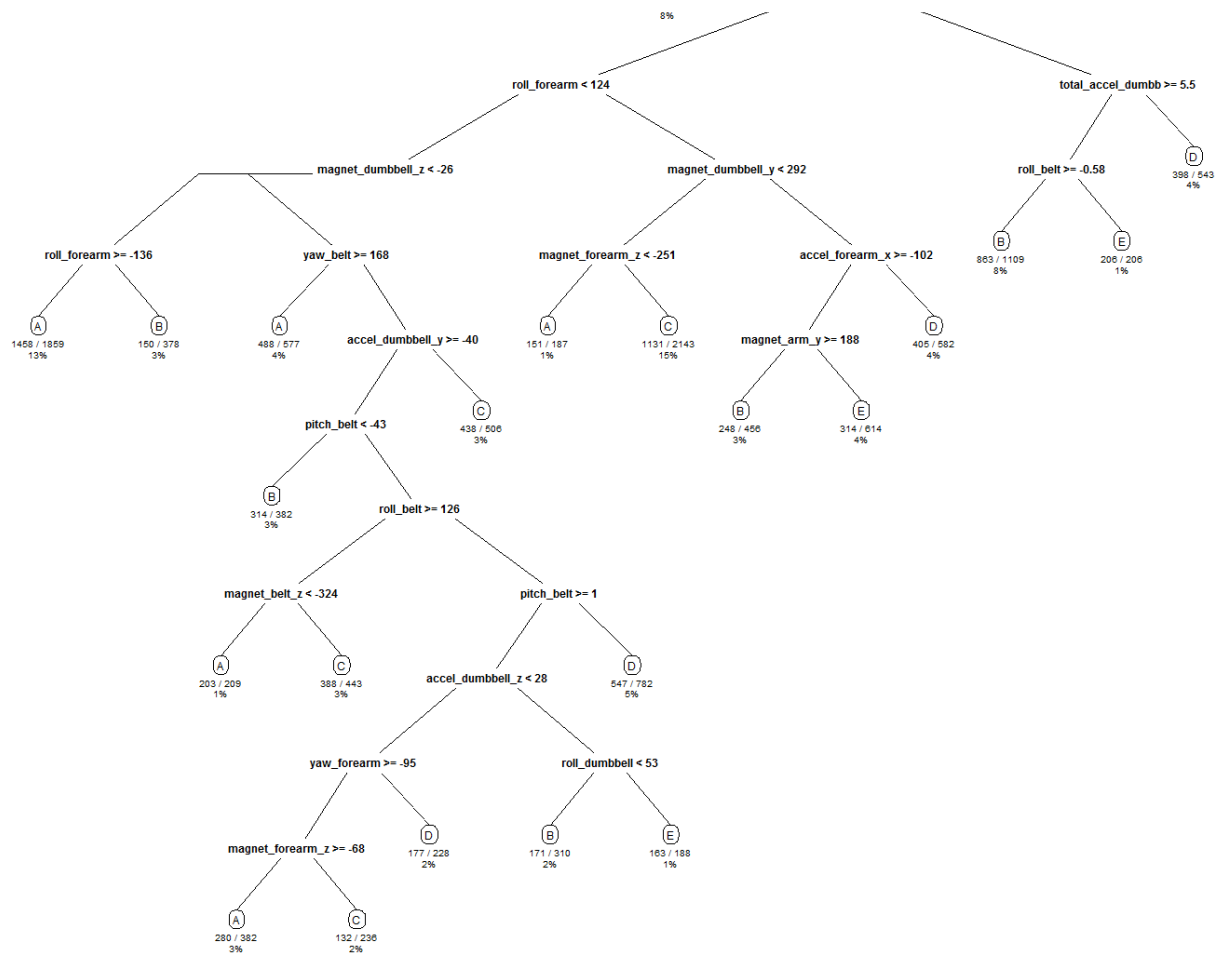 8%
roll_forearm < 124
total_accel_dumbb >= 5.5
magnet_dumbbell_z < -26
magnet_dumbbell_y < 292
roll_belt >= -0.58
D
398 / 543
4%
roll_forearm >= -136
yaw_belt >= 168
magnet_forearm_z < -251
accel_forearm_x >= -102
B
863 / 1109
8%
E
206 / 206
1%
A
1458 / 1859
13%
B
150 / 378
3%
A
488 / 577
4%
accel_dumbbell_y >= -40
A
151 / 187
1%
C
1131 / 2143
15%
magnet_arm_y >= 188
D
405 / 582
4%
pitch_belt < -43
C
438 / 506
3%
B
248 / 456
3%
E
314 / 614
4%
B
314 / 382
3%
roll_belt >= 126
magnet_belt_z < -324
pitch_belt >= 1
A
203 / 209
1%
C
388 / 443
3%
accel_dumbbell_z < 28
D
547 / 782
5%
yaw_forearm >= -95
roll_dumbbell < 53
magnet_forearm_z >= -68
D
177 / 228
2%
B
171 / 310
2%
E
163 / 188
1%
A
280 / 382
3%
C
132 / 236
2%